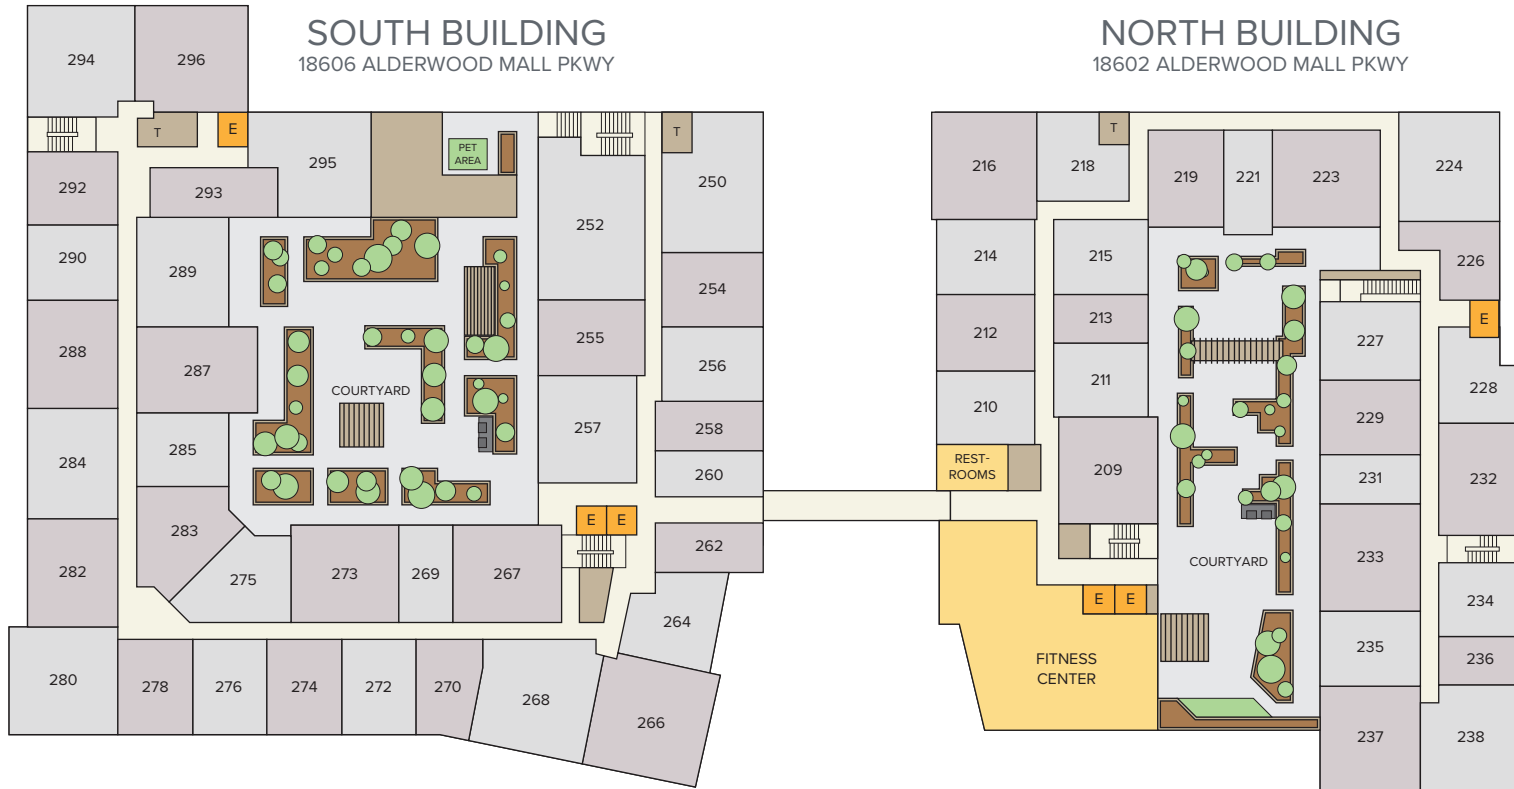 SOUTH BUILDING
18606 ALDERWOOD MALL PKWY
NORTH BUILDING
18602 ALDERWOOD MALL PKWY
294
296
T
E
295
PET
AREA
T
250
292
293
252
290
289
254
288
287
255
256
COURTYARD
257
258
284
285
260
283
E
E
262
282
275
273
269
267
264
280
278
276
274
272
270
268
266
216
218
T
219
221
223
224
214
215
226
212
213
E
227
228
211
210
229
209
REST-
ROOMS
231
232
233
COURTYARD
E
E
234
235
236
FITNESS
CENTER
237
238